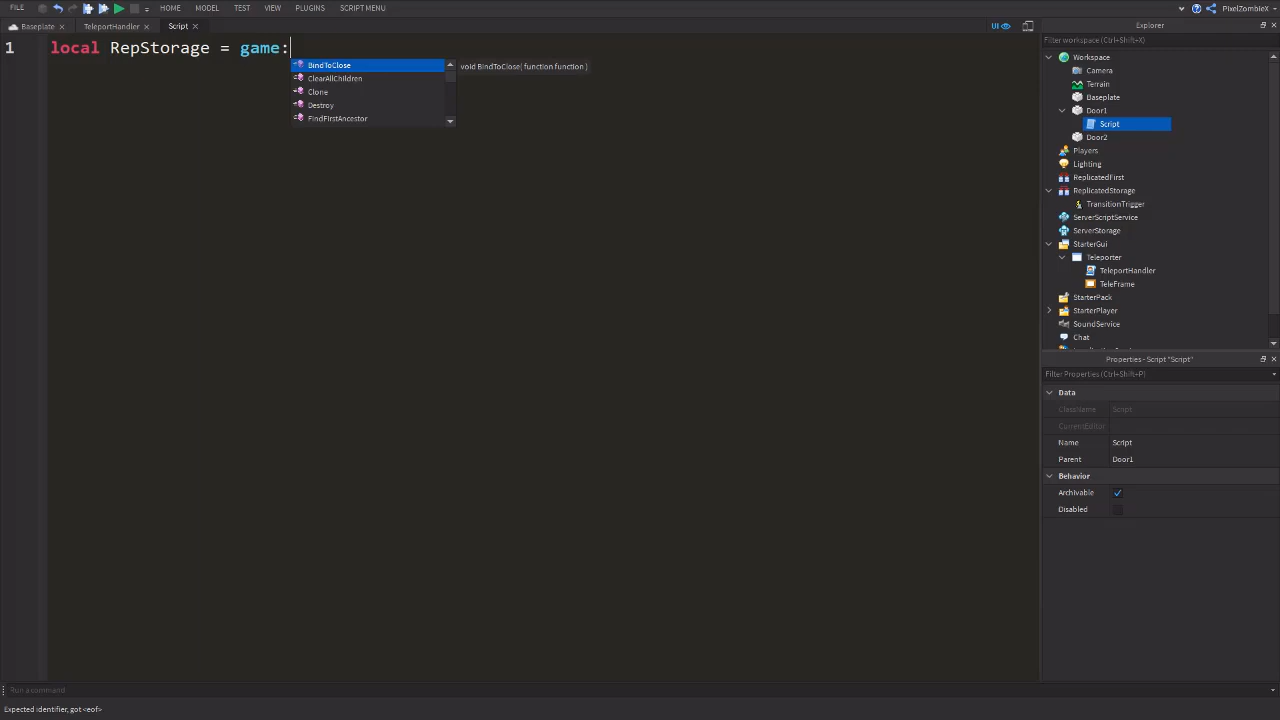 FILE HOME MODEL TEST VIEW PLUGINS SCRIPT MENU PixelZombieX
Baseplate TeleportHandler Script UI Explorer
Filter workspace (Ctrl+Shift+X)
1 local RepStorage = game:
BindToClose void BindToClose( function function )
ClearAllChildren
Clone
Destroy
FindFirstAncestor
Workspace
Camera
Terrain
Baseplate
Door1
Script
Door2
Players
Lighting
ReplicatedFirst
ReplicatedStorage
TransitionTrigger
ServerScriptService
ServerStorage
StarterGui
Teleporter
TeleportHandler
TeleFrame
StarterPack
StarterPlayer
SoundService
Chat
Properties - Script "Script"
Filter Properties (Ctrl+Shift+P)
Data
ClassName Script
CurrentEditor
Name Script
Parent Door1
Behavior
Archivable
Disabled
Run a command
Expected identifier, got <eof>